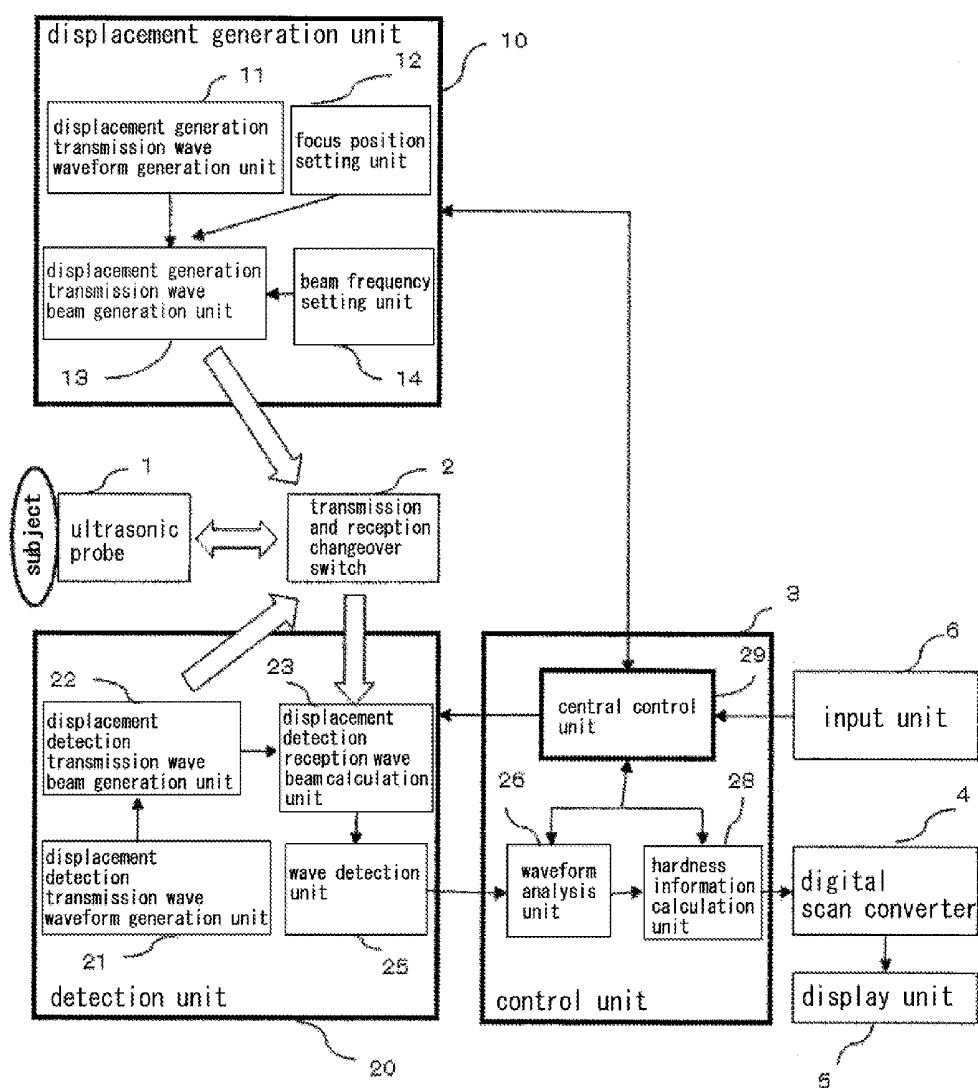 displacement generation unit
10
11
12
displacement generation
transmission wave
waveform generation unit
focus position
setting unit
displacement generation
transmission wave
beam generation unit
beam frequency
setting unit
13
14
1
2
subject
ultrasonic
probe
transmission
and reception
changeover
switch
3
22
23
29
6
displacement
detection
transmission wave
beam generation unit
displacement
detection
reception wave
beam calculation
unit
central control
unit
input unit
26
28
4
displacement
detection
transmission wave
waveform generation unit
wave detection
unit
waveform
analysis
unit
hardness
information
calculation
unit
digital
scan converter
21
25
detection unit
control unit
display unit
20
5